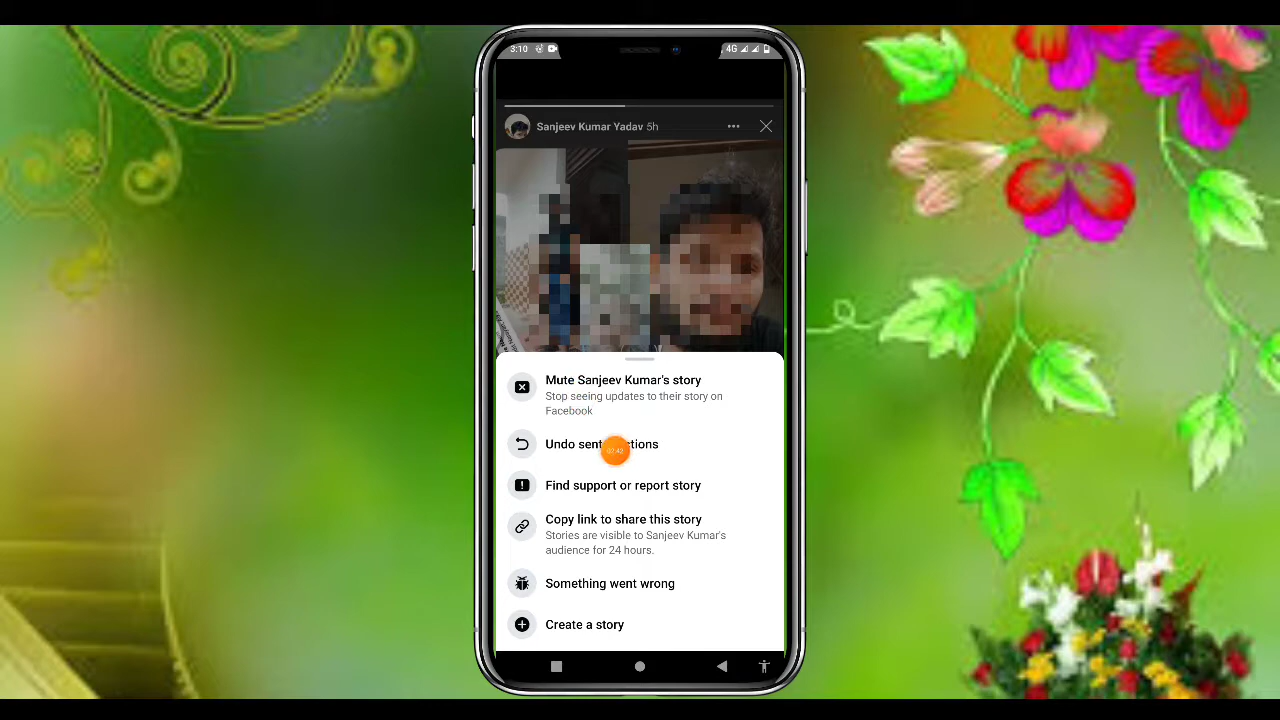 3:10
4G
Sanjeev Kumar Yadav 5h
Mute Sanjeev Kumar's story
Stop seeing updates to their story on
Facebook
Undo sent
tions
02:42
Find support or report story
Copy link to share this story
Stories are visible to Sanjeev Kumar's
audience for 24 hours.
Something went wrong
Create a story